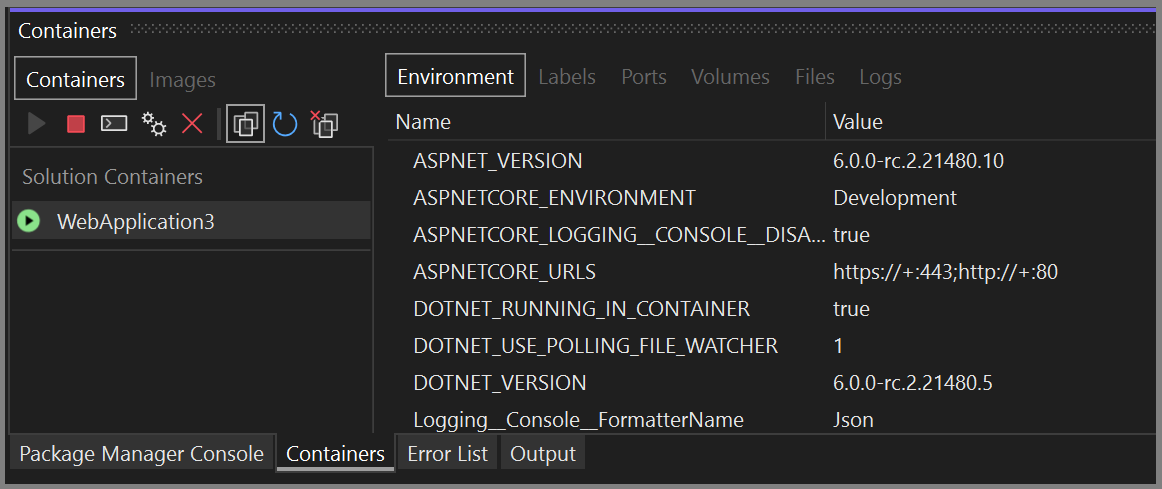 Containers
Containers Images
Solution Containers
WebApplication3
Environment Labels Ports Volumes Files Logs
Name Value
ASPNET_VERSION 6.0.0-rc.2.21480.10
ASPNETCORE_ENVIRONMENT Development
ASPNETCORE_LOGGING__CONSOLE__DISA... true
ASPNETCORE_URLS https://+:443;http://+:80
DOTNET_RUNNING_IN_CONTAINER true
DOTNET_USE_POLLING_FILE_WATCHER 1
DOTNET_VERSION 6.0.0-rc.2.21480.5
Logging__Console__FormatterName Json
Package Manager Console Containers Error List Output